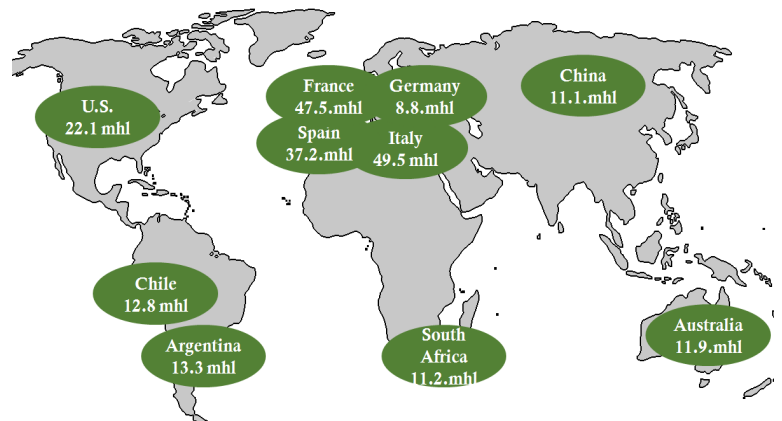 France
47.5.mhl
Germany
8.8.mhl
China
11.1.mhl
U.S.
22.1 mhl
Spain
37.2.mhl
Italy
49.5 mhl
Chile
12.8 mhl
Argentina
13.3 mhl
South
Africa
11.2.mhl
Australia
11.9.mhl